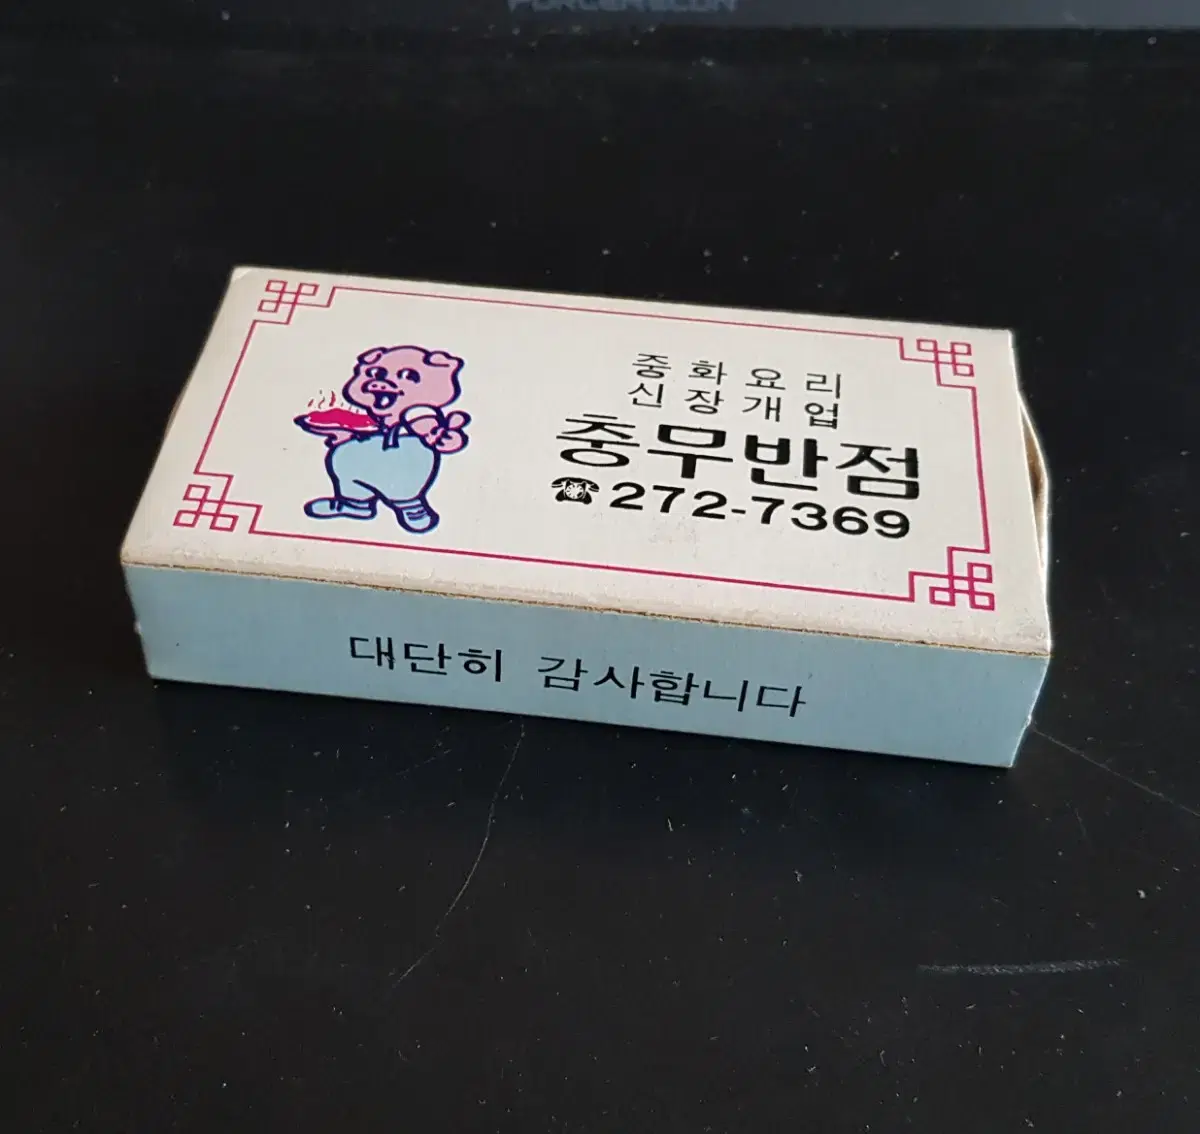 중화요리
신장개업
충무반점
☎272-7369
대단히 감사합니다